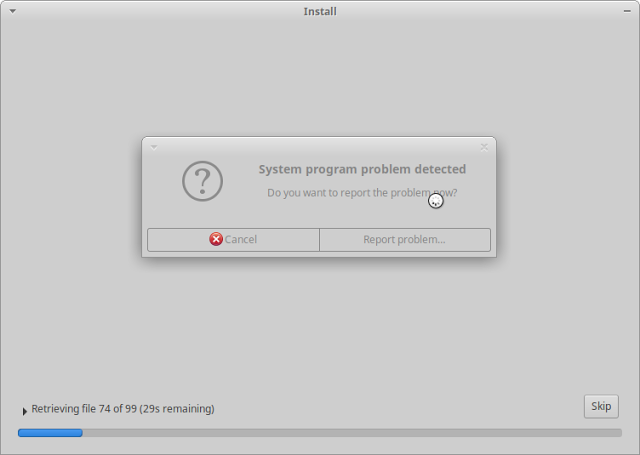 Install
System program problem detected
Do you want to report the problem now?
Cancel
Report problem...
Retrieving file 74 of 99 (29s remaining)
Skip